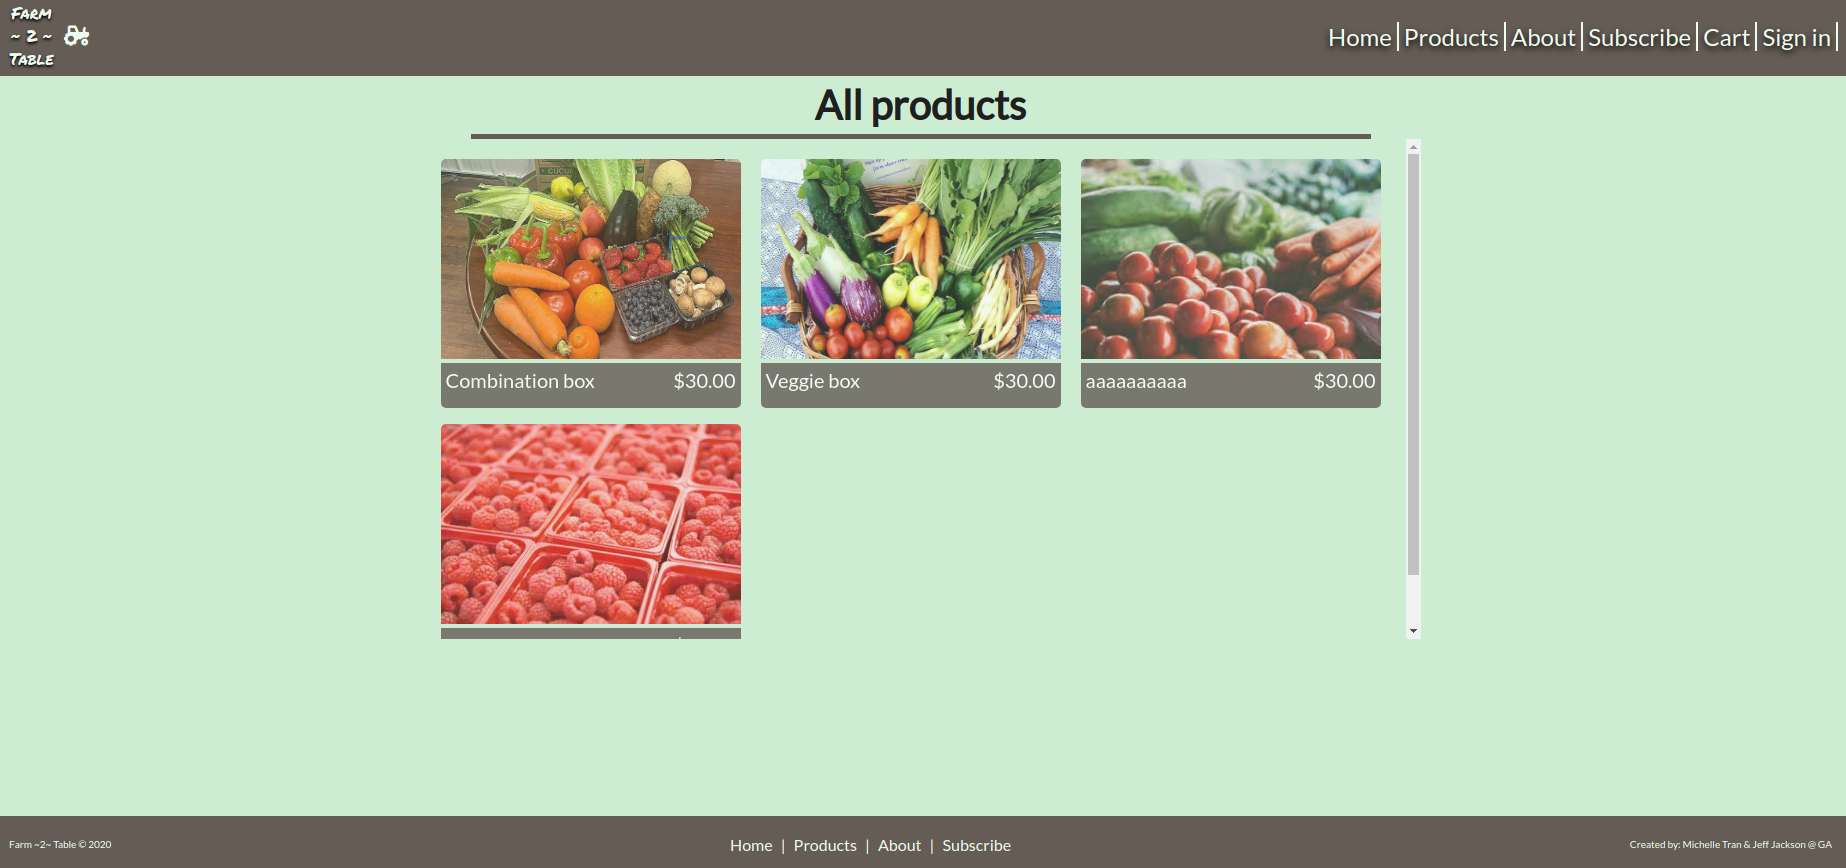 Farm
~ 2 ~
Table
Home
Products
About
Subscribe
Cart
Sign in
All products
CUCU
Combination box $30.00
Veggie box $30.00
aaaaaaaaaa $30.00
Farm ~2~ Table © 2020
Home | Products | About | Subscribe
Created by: Michelle Tran & Jeff Jackson @ GA